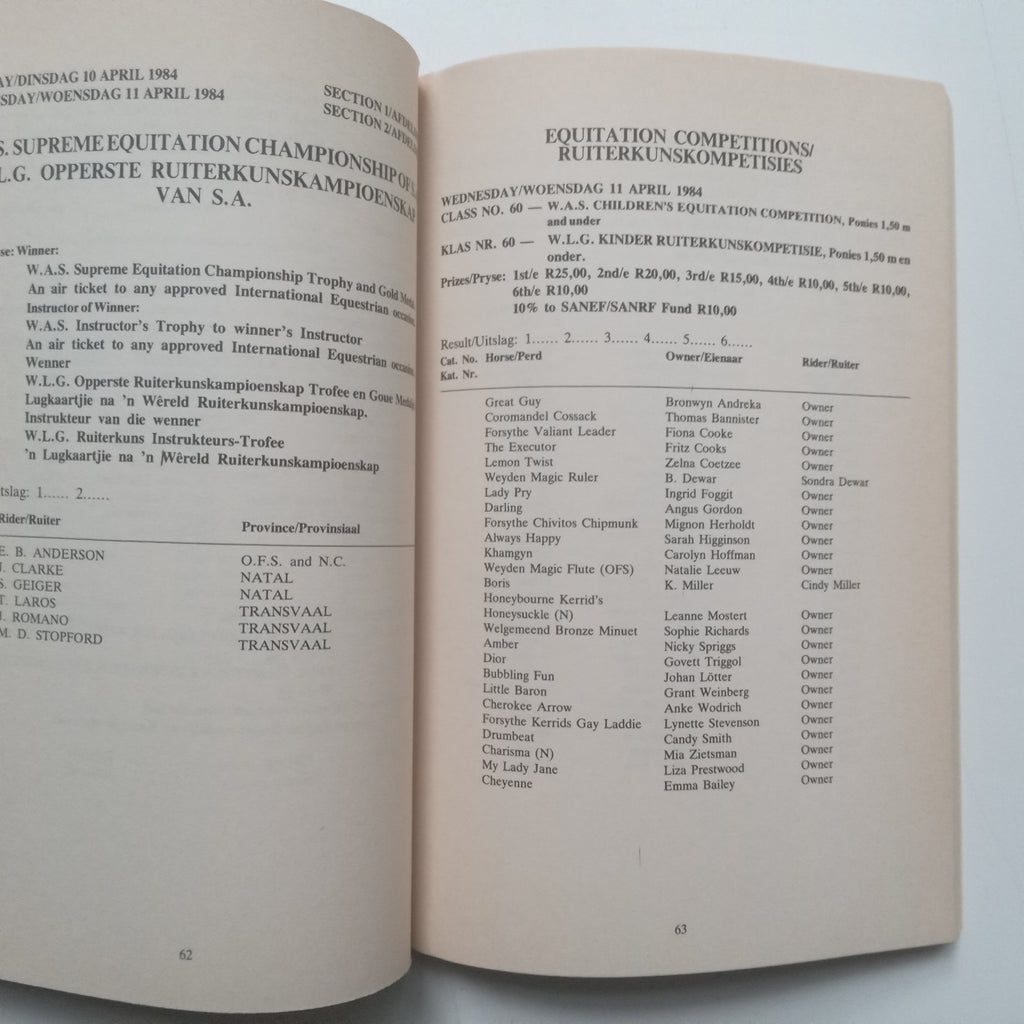 AY/DINSDAG 10 APRIL 1984
SDAY/WOENSDAG 11 APRIL 1984
SECTION 1/AFDEL
SECTION 2/AFDEL
S. SUPREME EQUITATION CHAMPIONSHIP OF S.
L.G. OPPERSTE RUITERKUNSKAMPIOENSKAP
VAN S.A.
se: Winner:
W.A.S. Supreme Equitation Championship Trophy and Gold Medal
An air ticket to any approved International Equestrian occasion.
Instructor of Winner:
W.A.S. Instructor's Trophy to winner's Instructor
An air ticket to any approved International Equestrian occasion.
Wenner
W.L.G. Opperste Ruiterkunskampioenskap Trofee en Goue Medalje
Lugkaartjie na 'n Wêreld Ruiterkunskampioenskap.
Instrukteur van die wenner
W.L.G. Ruiterkuns Instrukteurs-Trofee
'n Lugkaartjie na 'n Wêreld Ruiterkunskampioenskap
tslag: 1...... 2......
Rider/Ruiter Province/Provinsiaal
E. B. ANDERSON O.F.S. and N.C.
J. CLARKE NATAL
S. GEIGER NATAL
T. LAROS TRANSVAAL
J. ROMANO TRANSVAAL
M. D. STOPFORD TRANSVAAL
62
EQUITATION COMPETITIONS/
RUITERKUNSKOMPETISIES
WEDNESDAY/WOENSDAG 11 APRIL 1984
CLASS NO. 60 — W.A.S. CHILDREN'S EQUITATION COMPETITION, Ponies 1,50 m
and under
KLAS NR. 60 — W.L.G. KINDER RUITERKUNSKOMPETISIE, Ponies 1,50 m en
onder.
Prizes/Pryse: 1st/e R25,00, 2nd/e R20,00, 3rd/e R15,00, 4th/e R10,00, 5th/e R10,00,
6th/e R10,00
10% to SANEF/SANRF Fund R10,00
Result/Uitslag: 1...... 2...... 3...... 4...... 5...... 6......
Cat. No. Horse/Perd Owner/Eienaar Rider/Ruiter
Kat. Nr.
Great Guy Bronwyn Andreka Owner
Coromandel Cossack Thomas Bannister Owner
Forsythe Valiant Leader Fiona Cooke Owner
The Executor Fritz Cooks Owner
Lemon Twist Zelna Coetzee Owner
Weyden Magic Ruler B. Dewar Sondra Dewar
Lady Pry Ingrid Foggit Owner
Darling Angus Gordon Owner
Forsythe Chivitos Chipmunk Mignon Herholdt Owner
Always Happy Sarah Higginson Owner
Khamgyn Carolyn Hoffman Owner
Weyden Magic Flute (OFS) Natalie Leeuw Owner
Boris K. Miller Cindy Miller
Honeybourne Kerrid's
Honeysuckle (N) Leanne Mostert Owner
Welgemeend Bronze Minuet Sophie Richards Owner
Amber Nicky Spriggs Owner
Dior Govett Triggol Owner
Bubbling Fun Johan Lötter Owner
Little Baron Grant Weinberg Owner
Cherokee Arrow Anke Wodrich Owner
Forsythe Kerrids Gay Laddie Lynette Stevenson Owner
Drumbeat Candy Smith Owner
Charisma (N) Mia Zietsman Owner
My Lady Jane Liza Prestwood Owner
Cheyenne Emma Bailey Owner
63